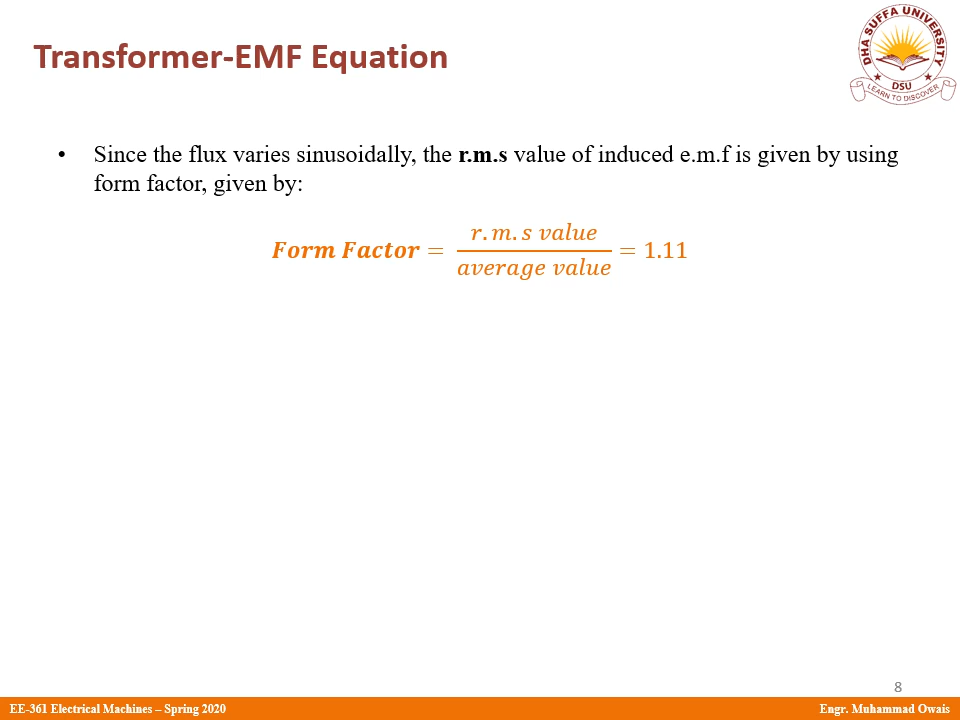 Transformer-EMF Equation
DHA SUFFA UNIVERSITY
DSU
LEARN TO DISCOVER
• Since the flux varies sinusoidally, the r.m.s value of induced e.m.f is given by using
form factor, given by:
Form Factor = r.m.s value / average value = 1.11
8
EE-361 Electrical Machines – Spring 2020
Engr. Muhammad Owais